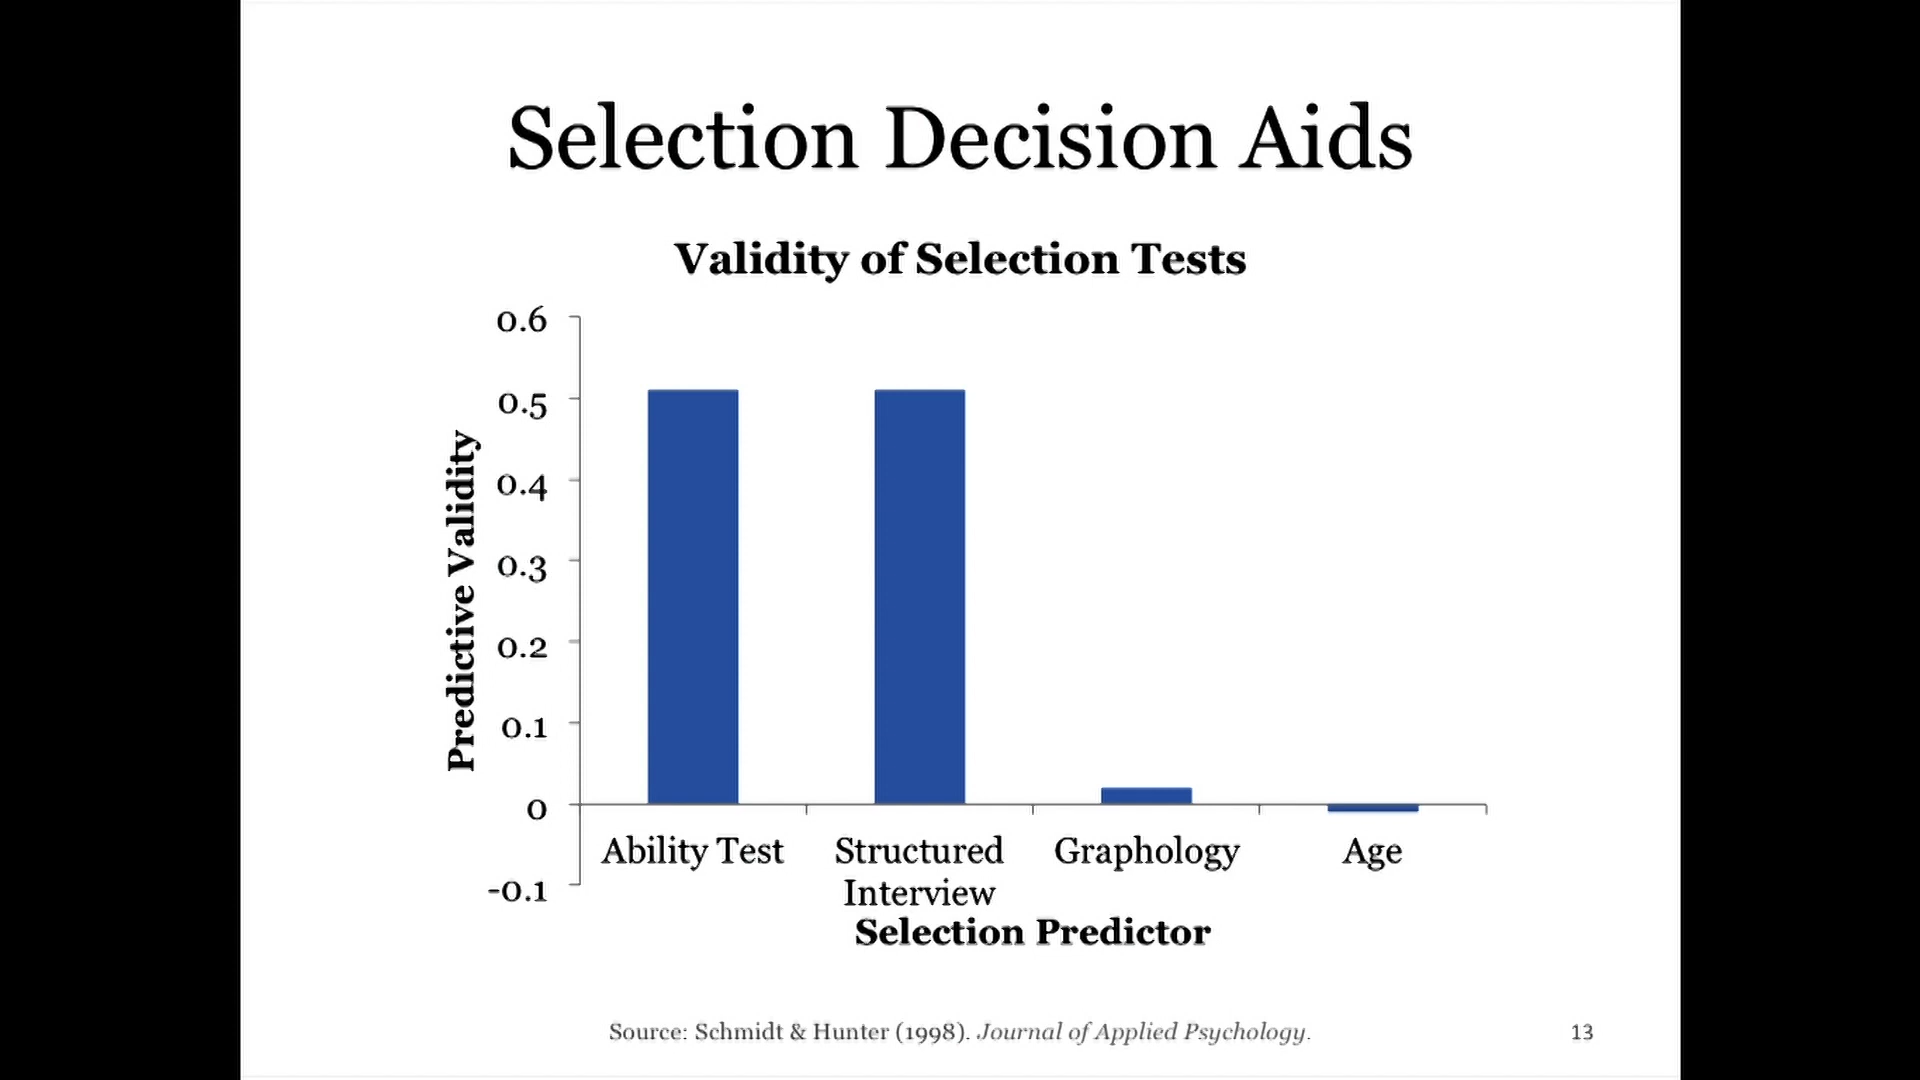 Selection Decision Aids
Validity of Selection Tests
0.6
0.5
0.4
0.3
0.2
0.1
0
-0.1
Predictive Validity
Ability Test
Structured
Interview
Graphology
Age
Selection Predictor
Source: Schmidt & Hunter (1998). Journal of Applied Psychology.
13